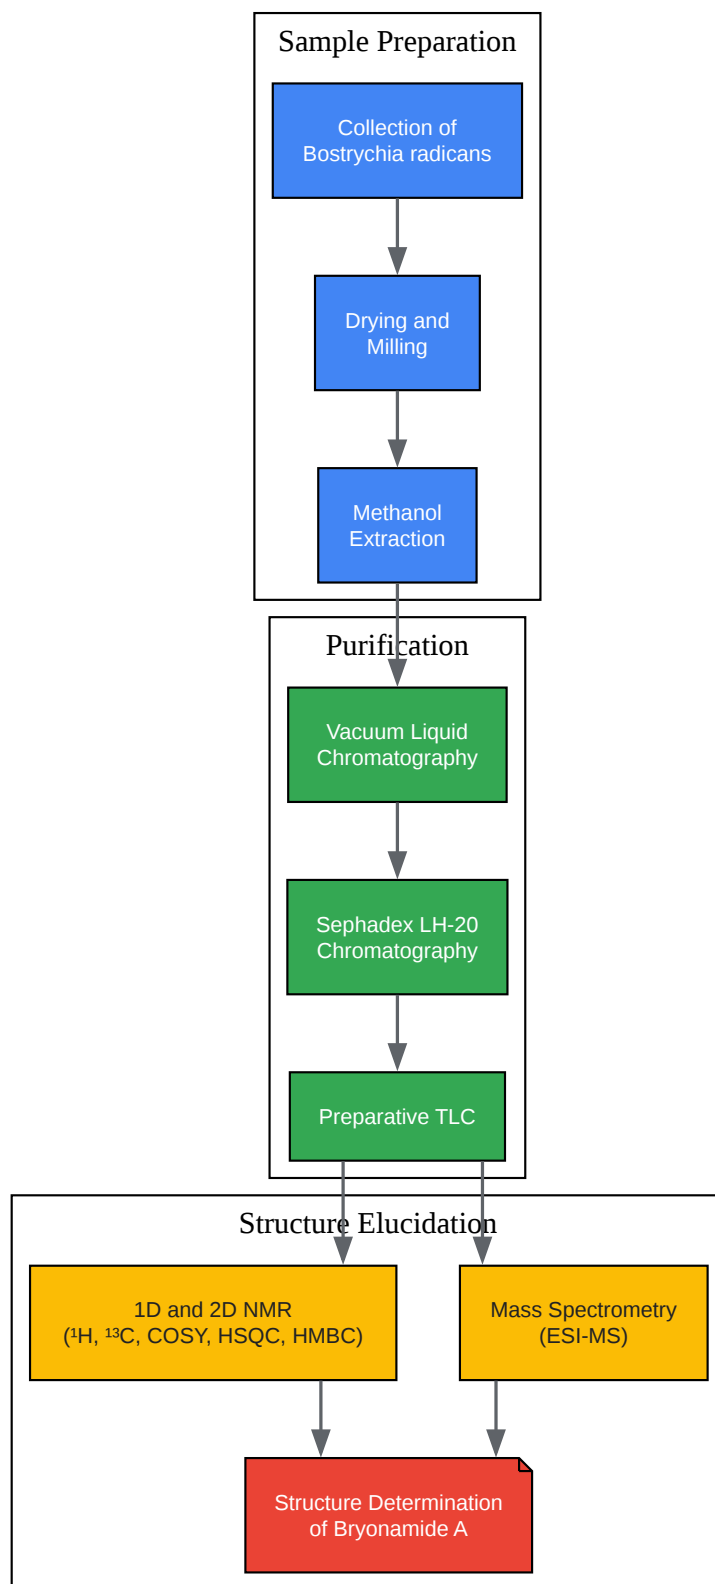 Sample Preparation
Collection of
Bostrychia radicans
Drying and
Milling
Methanol
Extraction
Purification
Vacuum Liquid
Chromatography
Sephadex LH-20
Chromatography
Preparative TLC
Structure Elucidation
1D and 2D NMR
(¹H, ¹³C, COSY, HSQC, HMBC)
Mass Spectrometry
(ESI-MS)
Structure Determination
of Bryonamide A